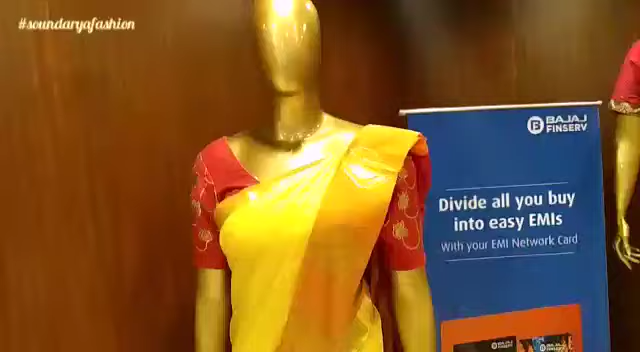 #soundaryafashion
B BAJAJ
FINSERV
Divide all you buy
into easy EMIs
With your EMI Network Card